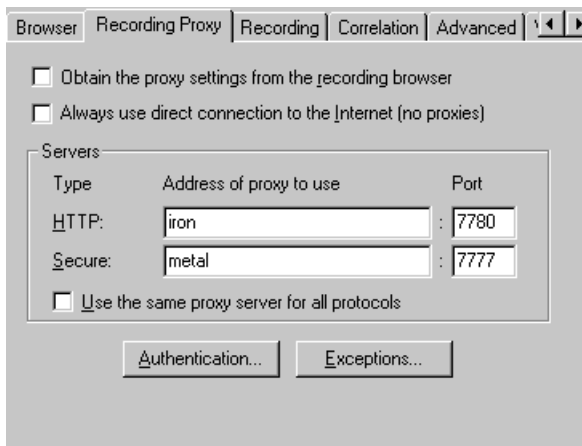 Browser Recording Proxy Recording Correlation Advanced
Obtain the proxy settings from the recording browser
Always use direct connection to the Internet (no proxies)
Servers
Type Address of proxy to use Port
HTTP: iron : 7780
Secure: metal : 7777
Use the same proxy server for all protocols
Authentication... Exceptions...